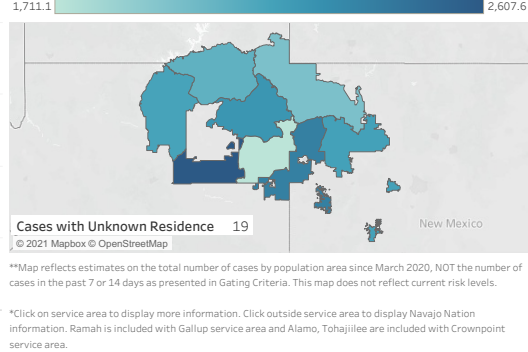 1,711.1 2,607.6
New Mexico
Cases with Unknown Residence 19
© 2021 Mapbox © OpenStreetMap
**Map reflects estimates on the total number of cases by population area since March 2020, NOT the number of
cases in the past 7 or 14 days as presented in Gating Criteria. This map does not reflect current risk levels.
*Click on service area to display more information. Click outside service area to display Navajo Nation
information. Ramah is included with Gallup service area and Alamo, Tohajiilee are included with Crownpoint
service area.